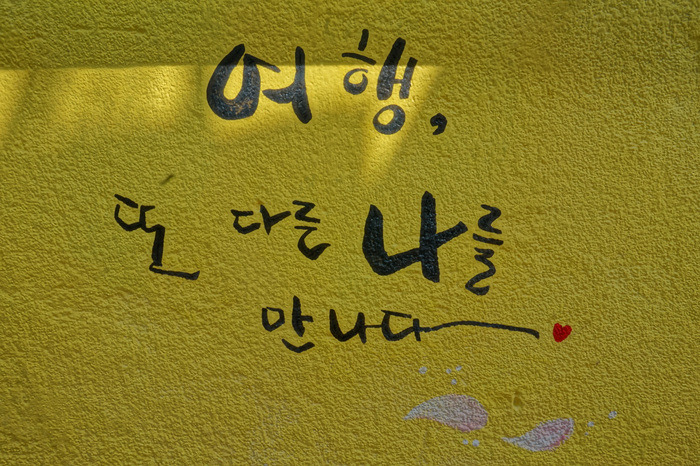 여행,
또 다른 나를
만나다